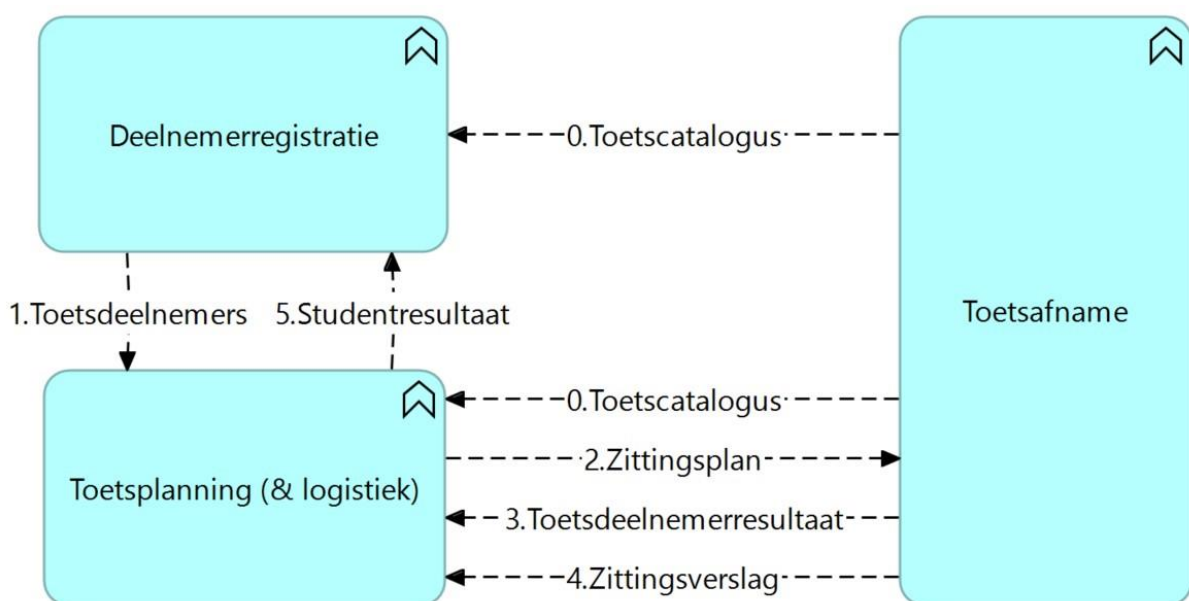 Deelnemerregistratie
0.Toetscatalogus
1.Toetsdeelnemers
5.Studentresultaat
Toetsafname
0.Toetscatalogus
2.Zittingsplan
Toetsplanning (& logistiek)
3.Toetsdeelnemerresultaat
4.Zittingsverslag